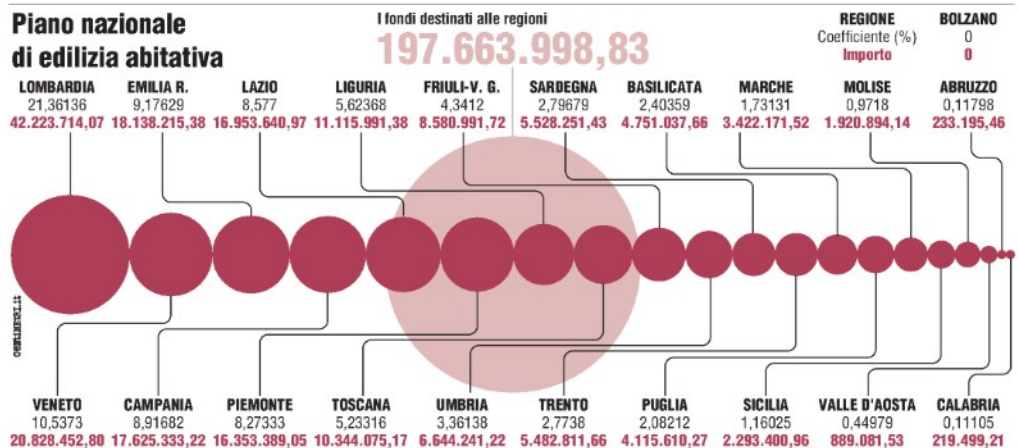 Piano nazionale
di edilizia abitativa
I fondi destinati alle regioni
197.663.998,83
REGIONE BOLZANO
Coefficiente (%) 0
Importo 0
LOMBARDIA EMILIA R. LAZIO LIGURIA FRIULI-V. G. SARDEGNA BASILICATA MARCHE MOLISE ABRUZZO
21,36136 9,17629 8,577 5,62368 4,3412 2,79679 2,40359 1,73131 0,9718 0,11798
42.223.714,07 18.138.215,38 16.953.640,97 11.115.991,38 8.580.991,72 5.528.251,43 4.751.037,66 3.422.171,52 1.920.894,14 233.195,46
centimetri.it
VENETO CAMPANIA PIEMONTE TOSCANA UMBRIA TRENTO PUGLIA SICILIA VALLE D'AOSTA CALABRIA
10,5373 8,91682 8,27333 5,23316 3,36138 2,7738 2,08212 1,16025 0,44979 0,11105
20.828.452,80 17.625.333,22 16.353.389,05 10.344.075,17 6.644.241,22 5.482.811,66 4.115.610,27 2.293.400,96 889.081,53 219.499,21